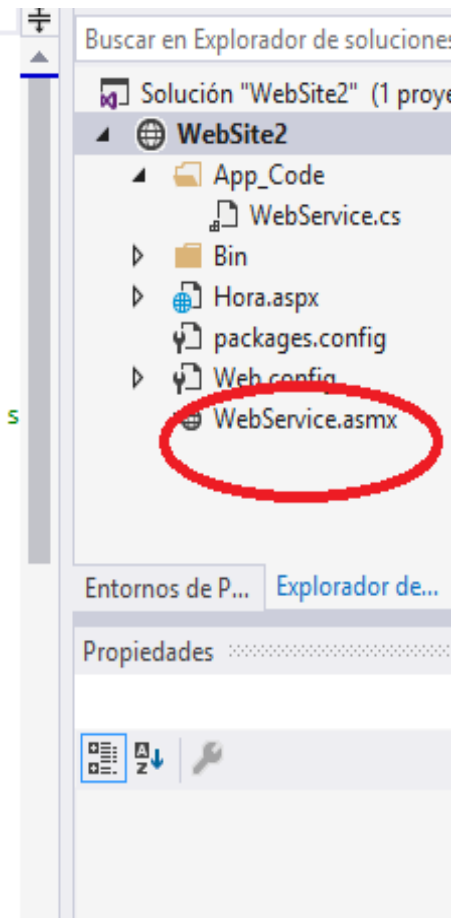 Buscar en Explorador de soluciones
Solución "WebSite2" (1 proye
WebSite2
App_Code
WebService.cs
Bin
Hora.aspx
packages.config
Web.config
s
WebService.asmx
Entornos de P... Explorador de...
Propiedades